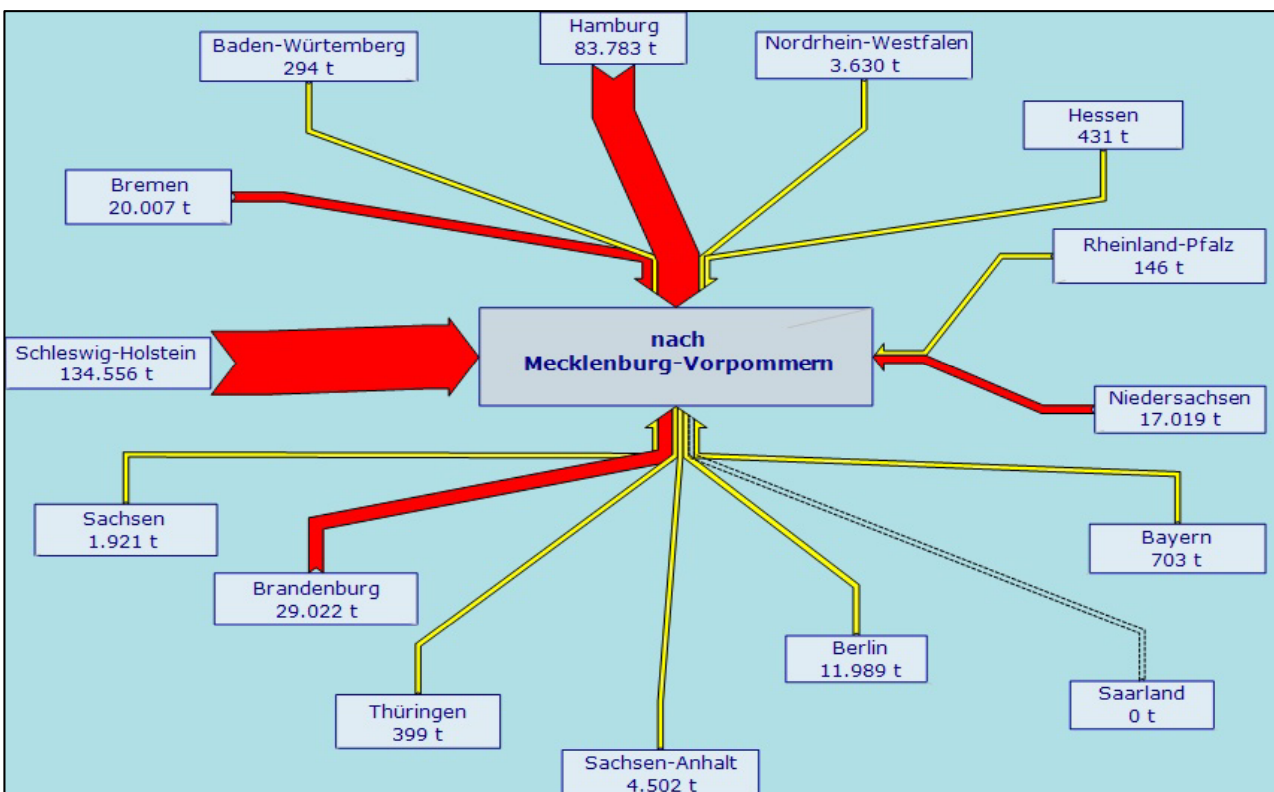 Hamburg
83.783 t
Baden-Würtemberg
294 t
Nordrhein-Westfalen
3.630 t
Hessen
431 t
Bremen
20.007 t
Rheinland-Pfalz
146 t
nach
Mecklenburg-Vorpommern
Schleswig-Holstein
134.556 t
Niedersachsen
17.019 t
Sachsen
1.921 t
Bayern
703 t
Brandenburg
29.022 t
Berlin
11.989 t
Saarland
0 t
Thüringen
399 t
Sachsen-Anhalt
4.502 t